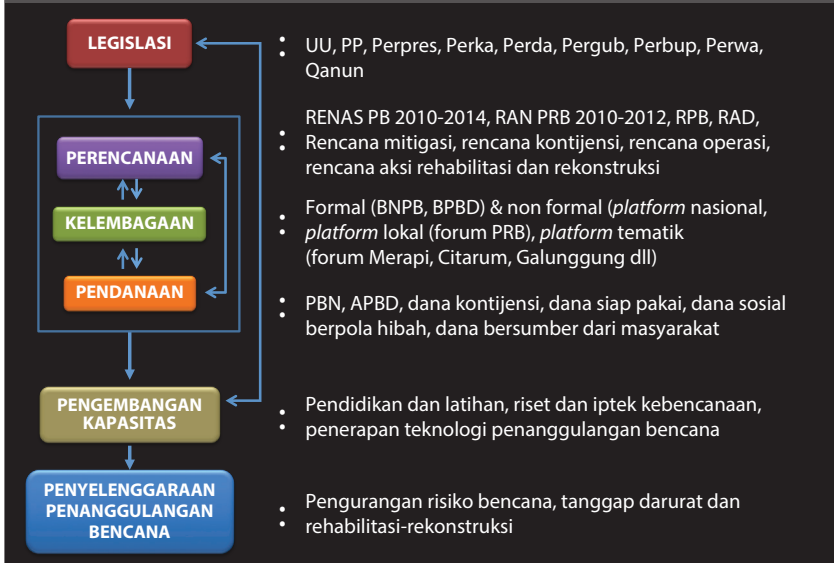 LEGISLASI
: UU, PP, Perpres, Perka, Perda, Pergub, Perbup, Perwa,
Qanun
PERENCANAAN
: RENAS PB 2010-2014, RAN PRB 2010-2012, RPB, RAD,
Rencana mitigasi, rencana kontijensi, rencana operasi,
rencana aksi rehabilitasi dan rekonstruksi
KELEMBAGAAN
: Formal (BNPB, BPBD) & non formal (platform nasional,
platform lokal (forum PRB), platform tematik
(forum Merapi, Citarum, Galunggung dll)
PENDANAAN
: PBN, APBD, dana kontijensi, dana siap pakai, dana sosial
berpola hibah, dana bersumber dari masyarakat
PENGEMBANGAN
KAPASITAS
: Pendidikan dan latihan, riset dan iptek kebencanaan,
penerapan teknologi penanggulangan bencana
PENYELENGGARAAN
PENANGGULANGAN
BENCANA
: Pengurangan risiko bencana, tanggap darurat dan
rehabilitasi-rekonstruksi